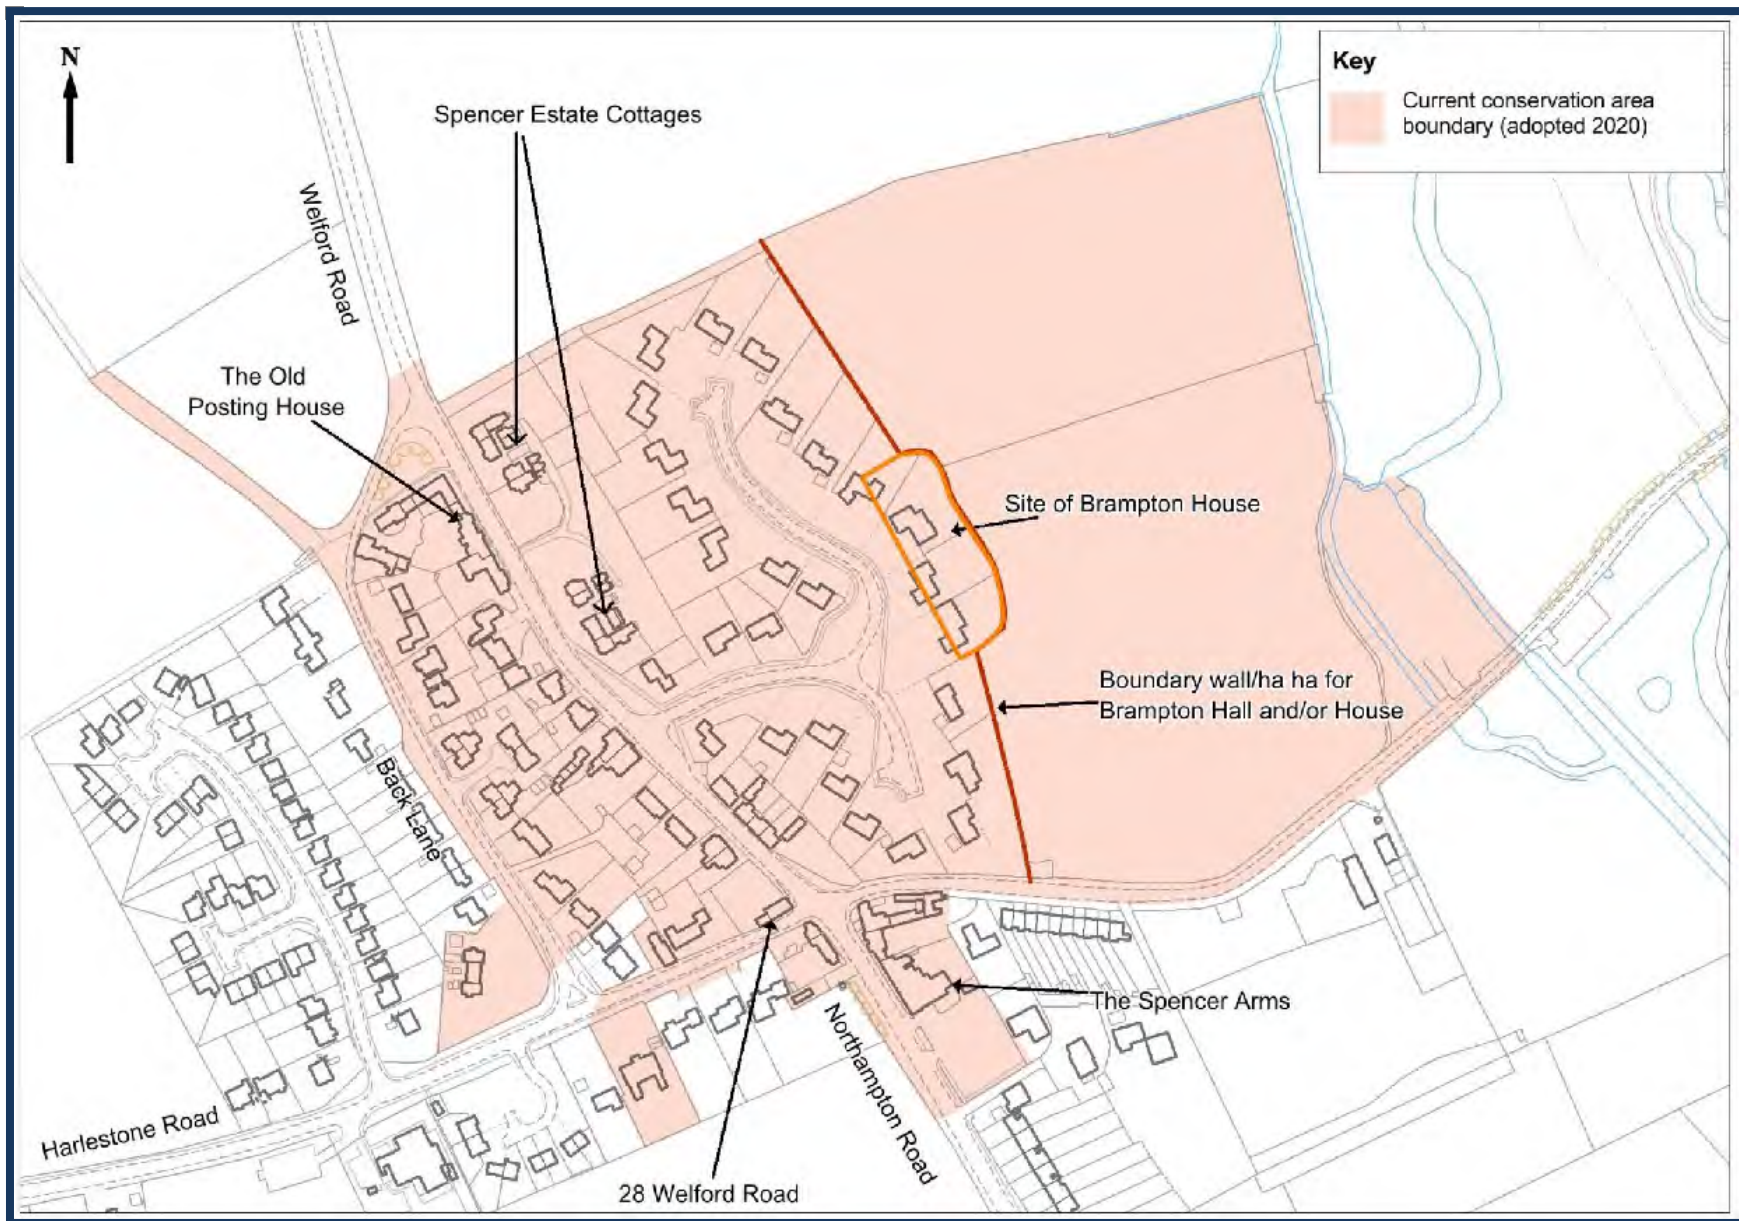 N
Key
Current conservation area
boundary (adopted 2020)
Spencer Estate Cottages
Welford Road
The Old
Posting House
Site of Brampton House
Boundary wall/ha ha for
Brampton Hall and/or House
Back Lane
The Spencer Arms
Northampton Road
Harlestone Road
28 Welford Road